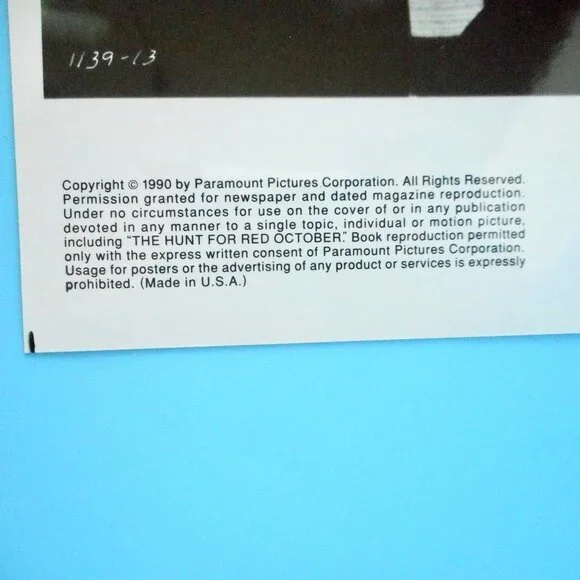 1139-13
Copyright © 1990 by Paramount Pictures Corporation. All Rights Reserved.
Permission granted for newspaper and dated magazine reproduction.
Under no circumstances for use on the cover of or in any publication
devoted in any manner to a single topic, individual or motion picture,
including "THE HUNT FOR RED OCTOBER." Book reproduction permitted
only with the express written consent of Paramount Pictures Corporation.
Usage for posters or the advertising of any product or services is expressly
prohibited. (Made in U.S.A.)